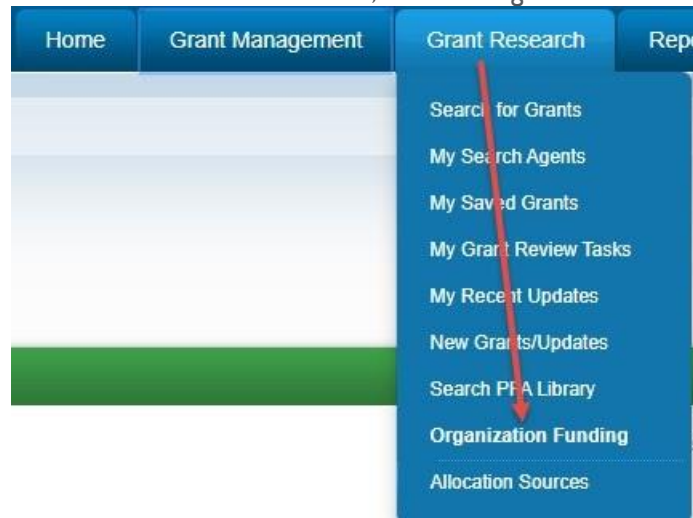 Home Grant Management Grant Research Rep
Search for Grants
My Search Agents
My Saved Grants
My Grant Review Tasks
My Recent Updates
New Grants/Updates
Search PFA Library
Organization Funding
Allocation Sources